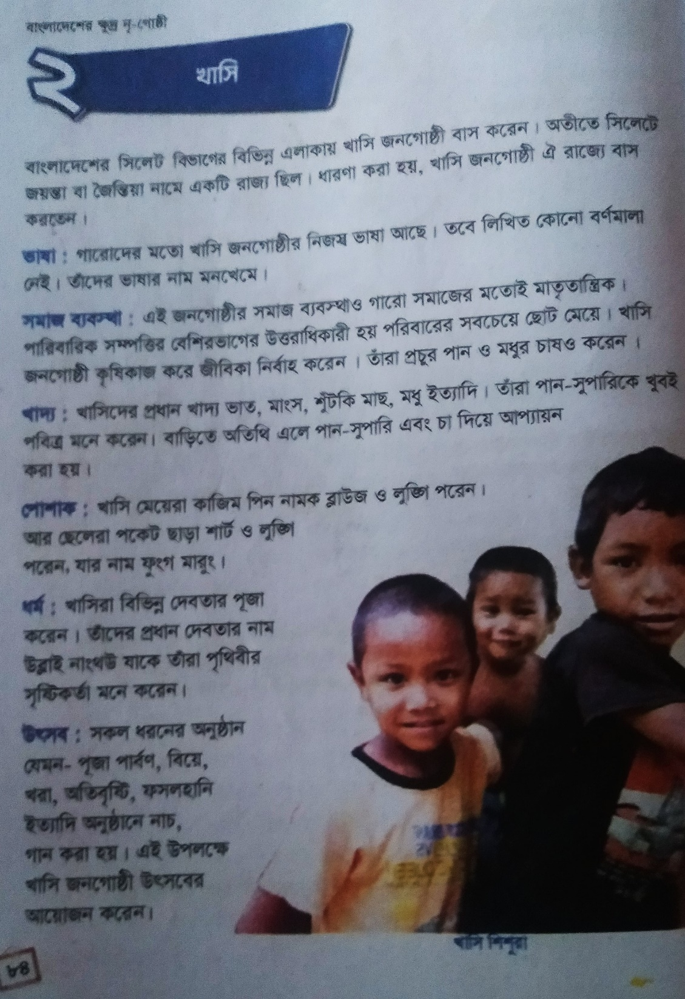 বাংলাদেশের ক্ষুদ্র নৃ-গোষ্ঠী
২
খাসি
বাংলাদেশের সিলেট বিভাগের বিভিন্ন এলাকায় খাসি জনগোষ্ঠী বাস করেন। অতীতে সিলেটে
জয়ন্তা বা জৈন্তিয়া নামে একটি রাজ্য ছিল। ধারণা করা হয়, খাসি জনগোষ্ঠী ঐ রাজ্যে বাস
করতেন।
ভাষা : গারোদের মতো খাসি জনগোষ্ঠীর নিজস্ব ভাষা আছে। তবে লিখিত কোনো বর্ণমালা
নেই। তাঁদের ভাষার নাম মনখেমে।
সমাজ ব্যবস্থা : এই জনগোষ্ঠীর সমাজ ব্যবস্থাও গারো সমাজের মতোই মাতৃতান্ত্রিক।
পারিবারিক সম্পত্তির বেশিরভাগের উত্তরাধিকারী হয় পরিবারের সবচেয়ে ছোট মেয়ে। খাসি
জনগোষ্ঠী কৃষিকাজ করে জীবিকা নির্বাহ করেন। তাঁরা প্রচুর পান ও মধুর চাষও করেন।
খাদ্য : খাসিদের প্রধান খাদ্য ভাত, মাংস, শুঁটকি মাছ, মধু ইত্যাদি। তাঁরা পান-সুপারিকে খুবই
পবিত্র মনে করেন। বাড়িতে অতিথি এলে পান-সুপারি এবং চা দিয়ে আপ্যায়ন
করা হয়।
পোশাক : খাসি মেয়েরা কাজিম পিন নামক ব্লাউজ ও লুঙ্গি পরেন।
আর ছেলেরা পকেট ছাড়া শার্ট ও লুঙ্গি
পরেন, যার নাম ফুংগ মারুং।
ধর্ম : খাসিরা বিভিন্ন দেবতার পূজা
করেন। তাঁদের প্রধান দেবতার নাম
উব্লাই নাংথউ যাকে তাঁরা পৃথিবীর
সৃষ্টিকর্তা মনে করেন।
উৎসব : সকল ধরনের অনুষ্ঠান
যেমন- পূজা পার্বণ, বিয়ে,
খরা, অতিবৃষ্টি, ফসলহানি
ইত্যাদি অনুষ্ঠানে নাচ,
গান করা হয়। এই উপলক্ষে
খাসি জনগোষ্ঠী উৎসবের
আয়োজন করেন।
খাসি শিশুরা